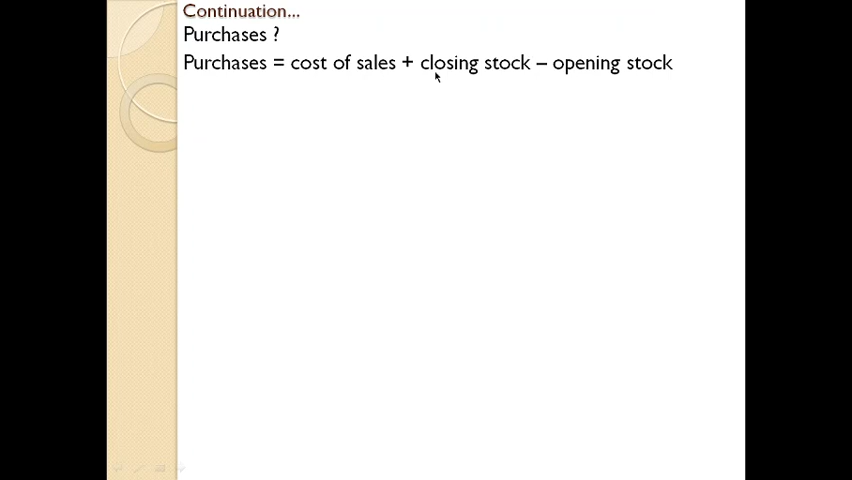 Continuation...
Purchases ?
Purchases = cost of sales + closing stock – opening stock